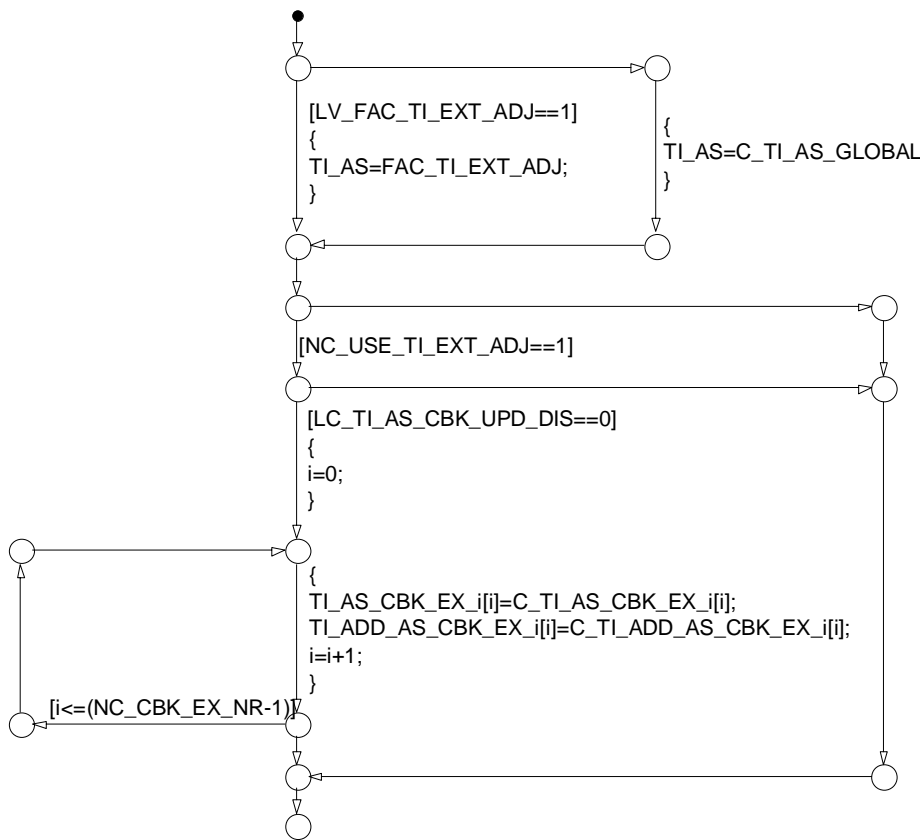 [LV_FAC_TI_EXT_ADJ==1]
{
TI_AS=FAC_TI_EXT_ADJ;
}
{
TI_AS=C_TI_AS_GLOBAL
}
[NC_USE_TI_EXT_ADJ==1]
[LC_TI_AS_CBK_UPD_DIS==0]
{
i=0;
}
{
TI_AS_CBK_EX_i[i]=C_TI_AS_CBK_EX_i[i];
TI_ADD_AS_CBK_EX_i[i]=C_TI_ADD_AS_CBK_EX_i[i];
i=i+1;
}
[i<=(NC_CBK_EX_NR-1)]